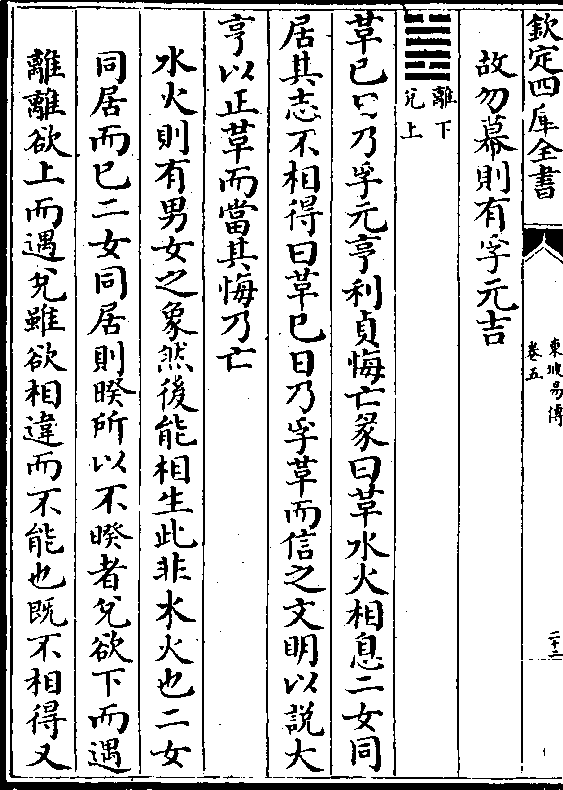 欽定四庫全書
東坡易傳
卷五
二十二
故勿幕則有孚元吉
離下
兌上
革已日乃孚元亨利貞悔亡彖曰革水火相息二女同
居其志不相得曰革已日乃孚革而信之文明以說大
亨以正革而當其悔乃亡
水火則有男女之象然後能相生此非水火也二女
同居而已二女同居則暌所以不暌者兌欲下而遇
離離欲上而遇兌雖欲相違而不能也既不相得又